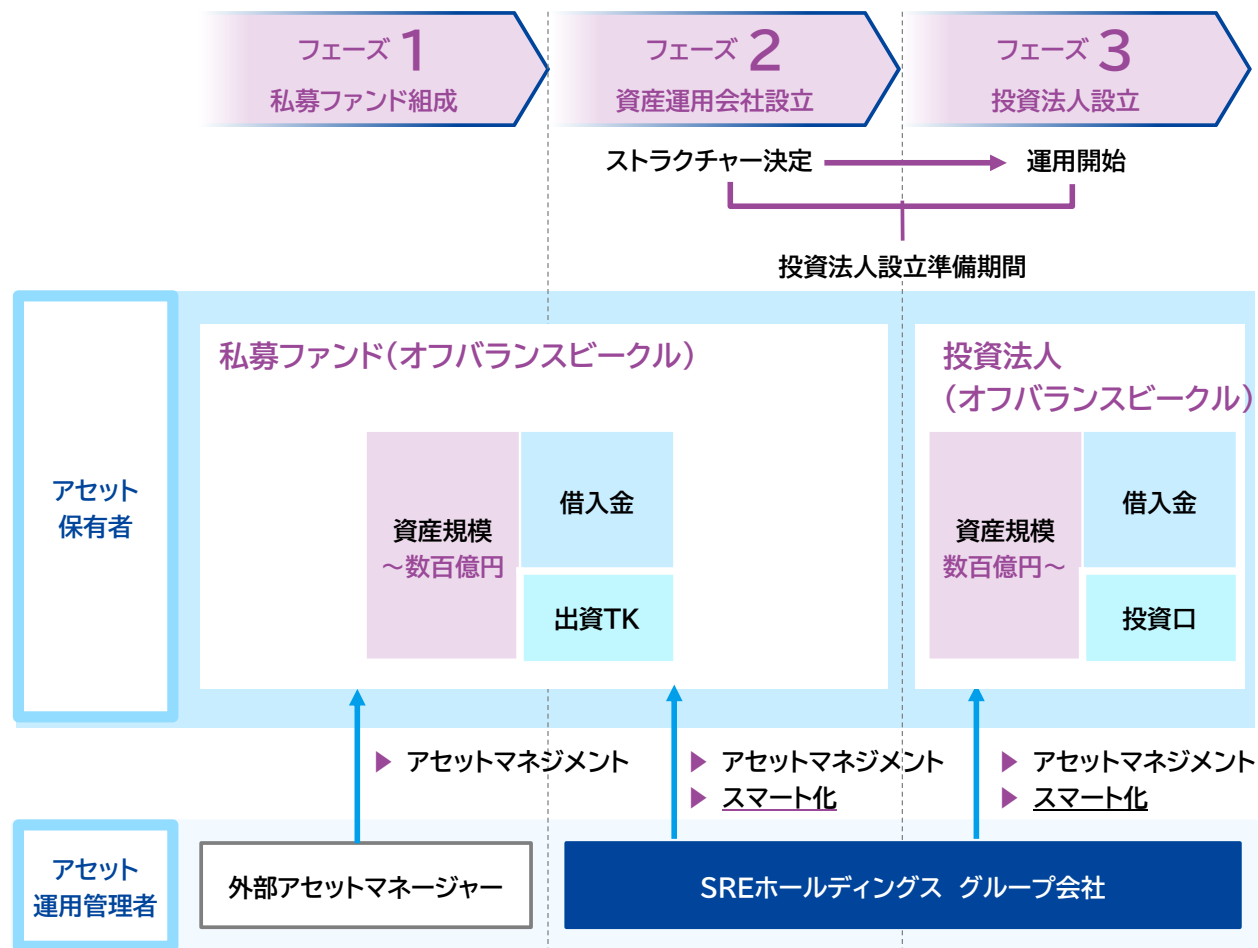 フェーズ 1
私募ファンド組成
フェーズ 2
資産運用会社設立
フェーズ 3
投資法人設立
ストラクチャー決定
運用開始
投資法人設立準備期間
アセット
保有者
私募ファンド(オフバランスビークル)
資産規模
～数百億円
借入金
出資TK
投資法人
(オフバランスビークル)
資産規模
数百億円～
借入金
投資口
▶ アセットマネジメント
▶ アセットマネジメント
▶ スマート化
▶ アセットマネジメント
▶ スマート化
アセット
運用管理者
外部アセットマネージャー
SREホールディングス グループ会社